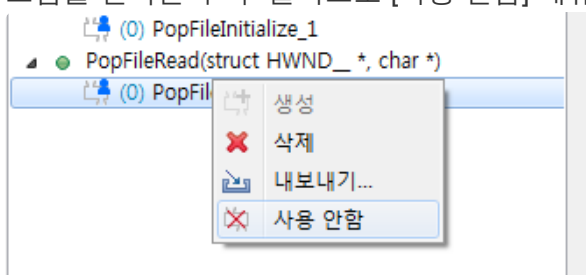 (0) PopFileInitialize_1
PopFileRead(struct HWND__ *, char *)
(0) PopFil
생성
삭제
내보내기...
사용 안함